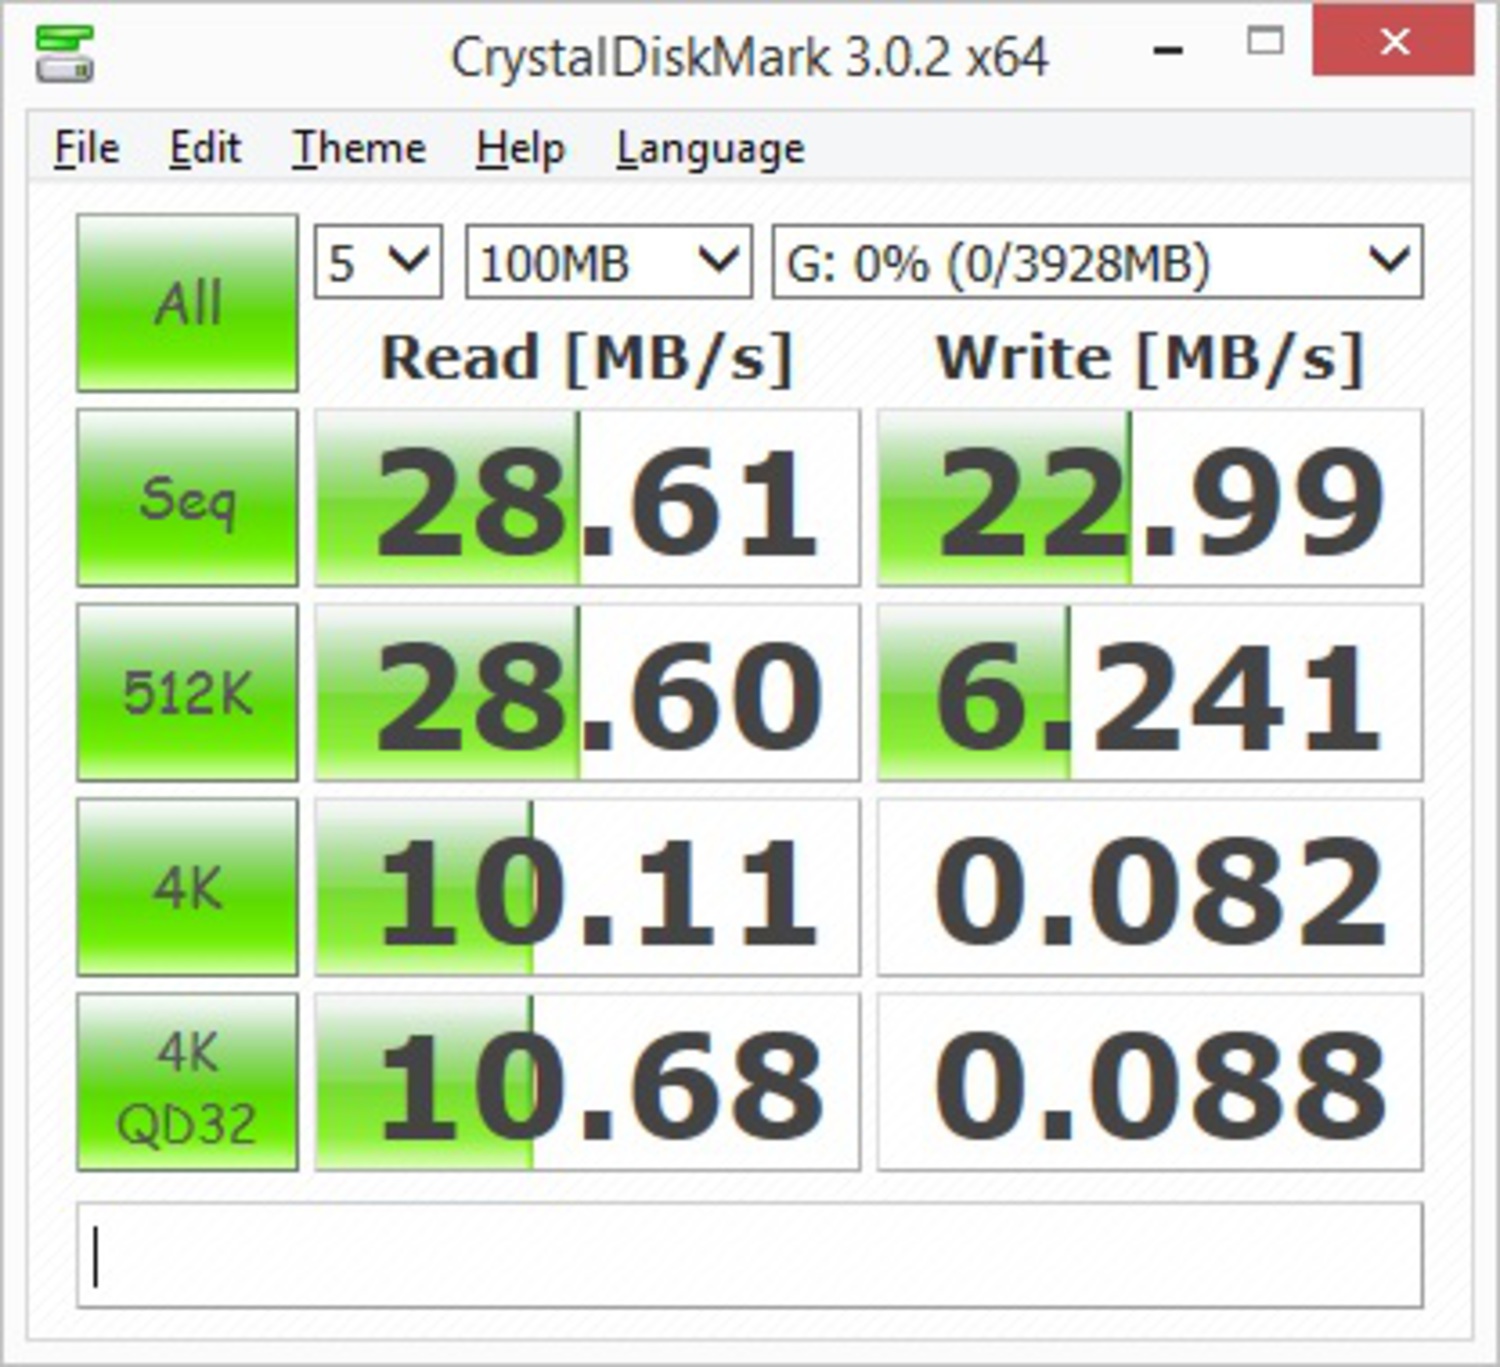 CrystalDiskMark 3.0.2 x64
File Edit Theme Help Language
All 5 100MB G: 0% (0/3928MB)
Read [MB/s] Write [MB/s]
Seq 28.61 22.99
512K 28.60 6.241
4K 10.11 0.082
4K QD32 10.68 0.088